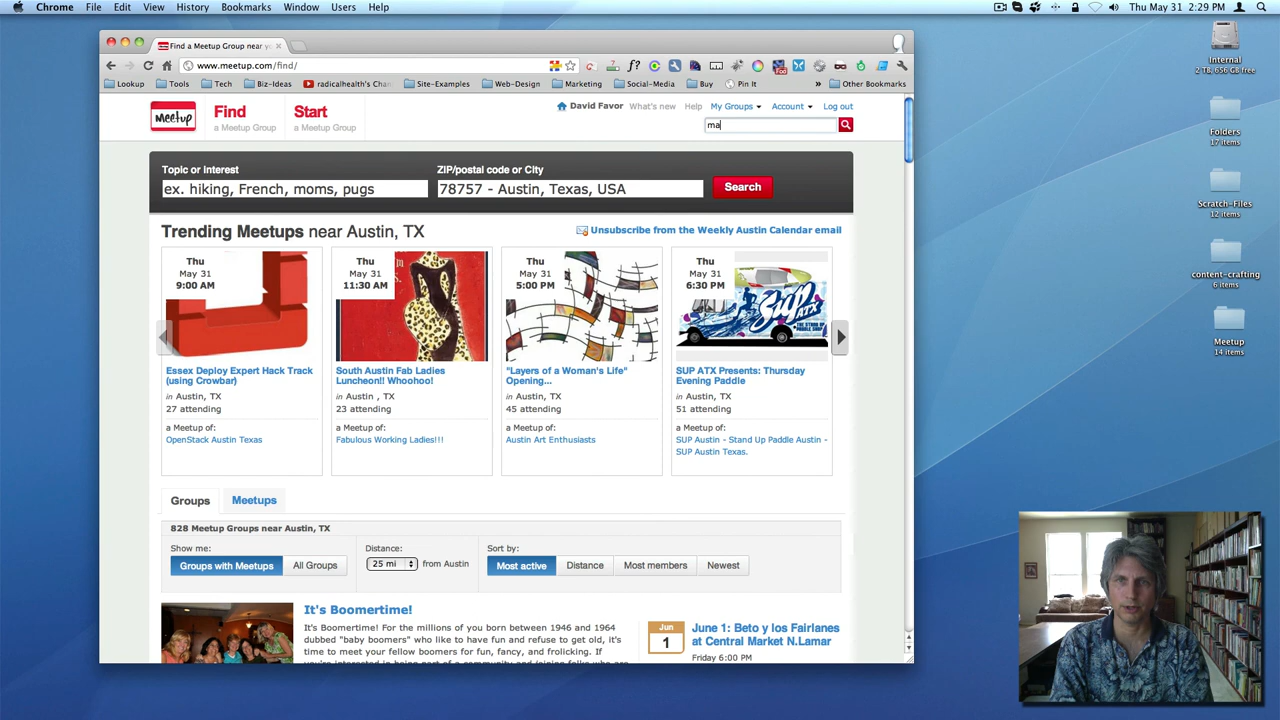 Chrome File Edit View History Bookmarks Window Users Help
Thu May 31 2:29 PM
Find a Meetup Group near yo
www.meetup.com/find/
Lookup Tools Tech Biz-Ideas radicalhealth's Chan Site-Examples Web-Design Marketing Social-Media Buy Pin It » Other Bookmarks
Meetup
Find
a Meetup Group
Start
a Meetup Group
David Favor What's new Help My Groups Account Log out
ma
Topic or interest
ZIP/postal code or City
ex. hiking, French, moms, pugs
78757 - Austin, Texas, USA
Search
Trending Meetups near Austin, TX
Unsubscribe from the Weekly Austin Calendar email
Thu
May 31
9:00 AM
Essex Deploy Expert Hack Track
(using Crowbar)
in Austin, TX
27 attending
a Meetup of:
OpenStack Austin Texas
Thu
May 31
11:30 AM
South Austin Fab Ladies
Luncheon!! Whoohoo!
in Austin , TX
23 attending
a Meetup of:
Fabulous Working Ladies!!!
Thu
May 31
5:00 PM
"Layers of a Woman's Life"
Opening...
in Austin, TX
45 attending
a Meetup of:
Austin Art Enthusiasts
Thu
May 31
6:30 PM
SUP ATX
SUP ATX Presents: Thursday
Evening Paddle
in Austin, TX
51 attending
a Meetup of:
SUP Austin - Stand Up Paddle Austin -
SUP Austin Texas.
Groups Meetups
828 Meetup Groups near Austin, TX
Show me:
Groups with Meetups All Groups
Distance:
25 mi from Austin
Sort by:
Most active Distance Most members Newest
It's Boomertime!
It's Boomertime! For the millions of you born between 1946 and 1964
dubbed "baby boomers" who like to have fun and refuse to get old, it's
time to meet your fellow boomers for fun, fancy, and frolicking. If
Jun
1
June 1: Beto y los Fairlanes
at Central Market N.Lamar
Friday 6:00 PM
Internal
2 TB, 656 GB free
Folders
17 items
Scratch-Files
12 items
content-crafting
6 items
Meetup
14 items